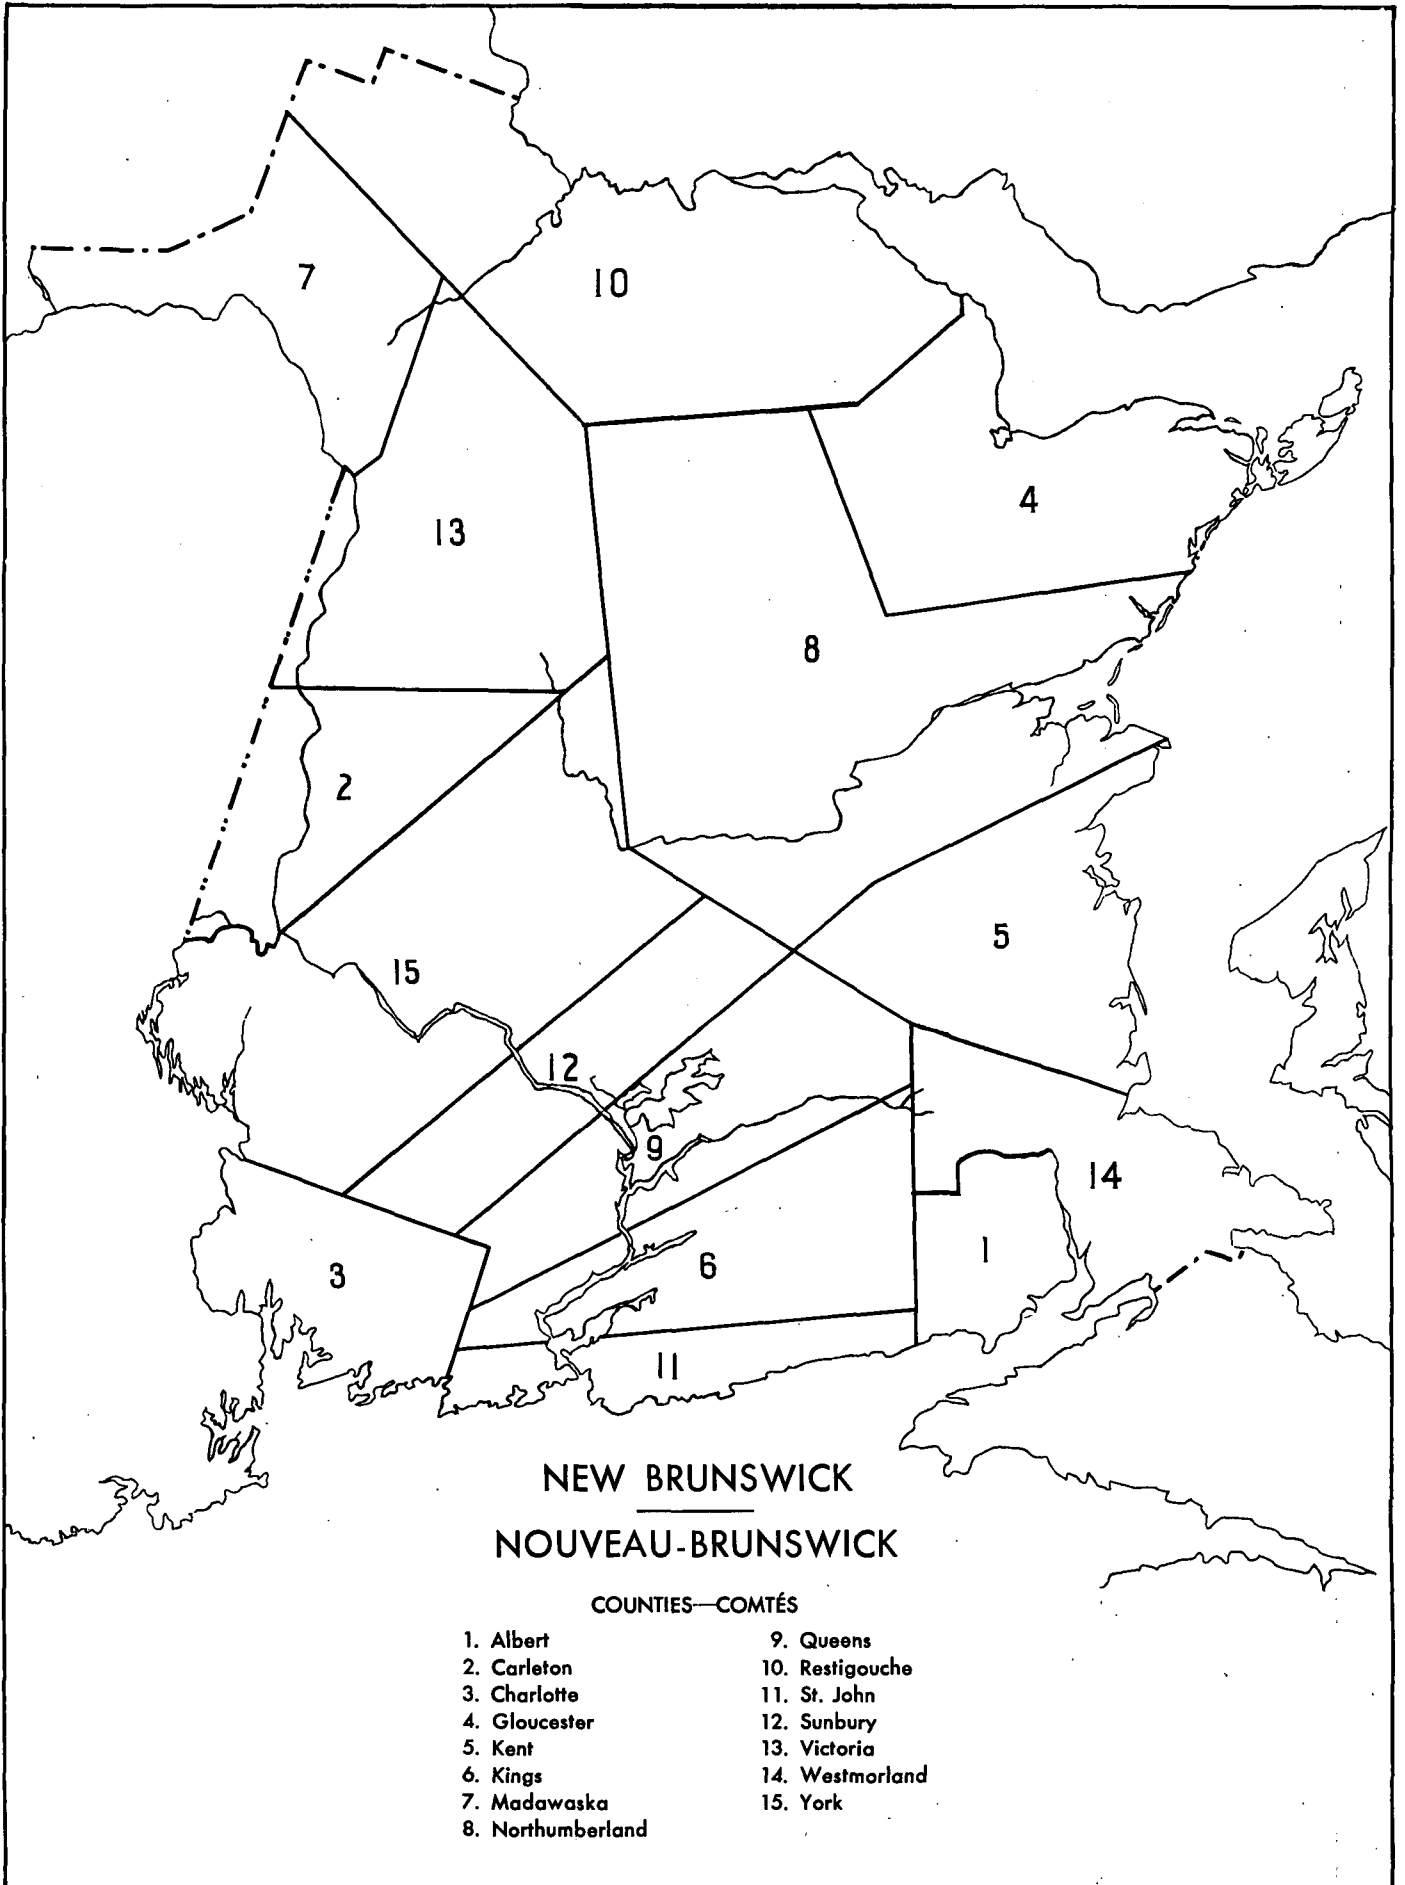 7
10
13
4
8
2
5
15
12
9
14
1
6
3
11
NEW BRUNSWICK
NOUVEAU-BRUNSWICK
COUNTIES—COMTÉS
1. Albert
2. Carleton
3. Charlotte
4. Gloucester
5. Kent
6. Kings
7. Madawaska
8. Northumberland
9. Queens
10. Restigouche
11. St. John
12. Sunbury
13. Victoria
14. Westmorland
15. York